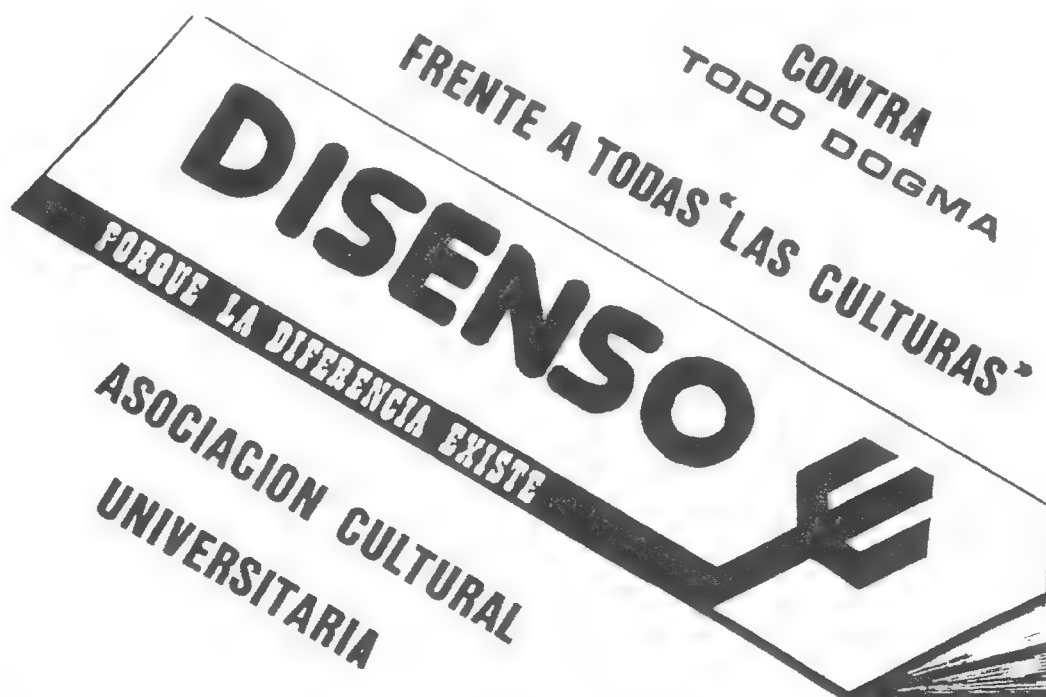 CONTRA
TODO DOGMA
FRENTE A TODAS "LAS CULTURAS"
DISENSO
PORQUE LA DIFERENCIA EXISTE
ASOCIACION CULTURAL
UNIVERSITARIA